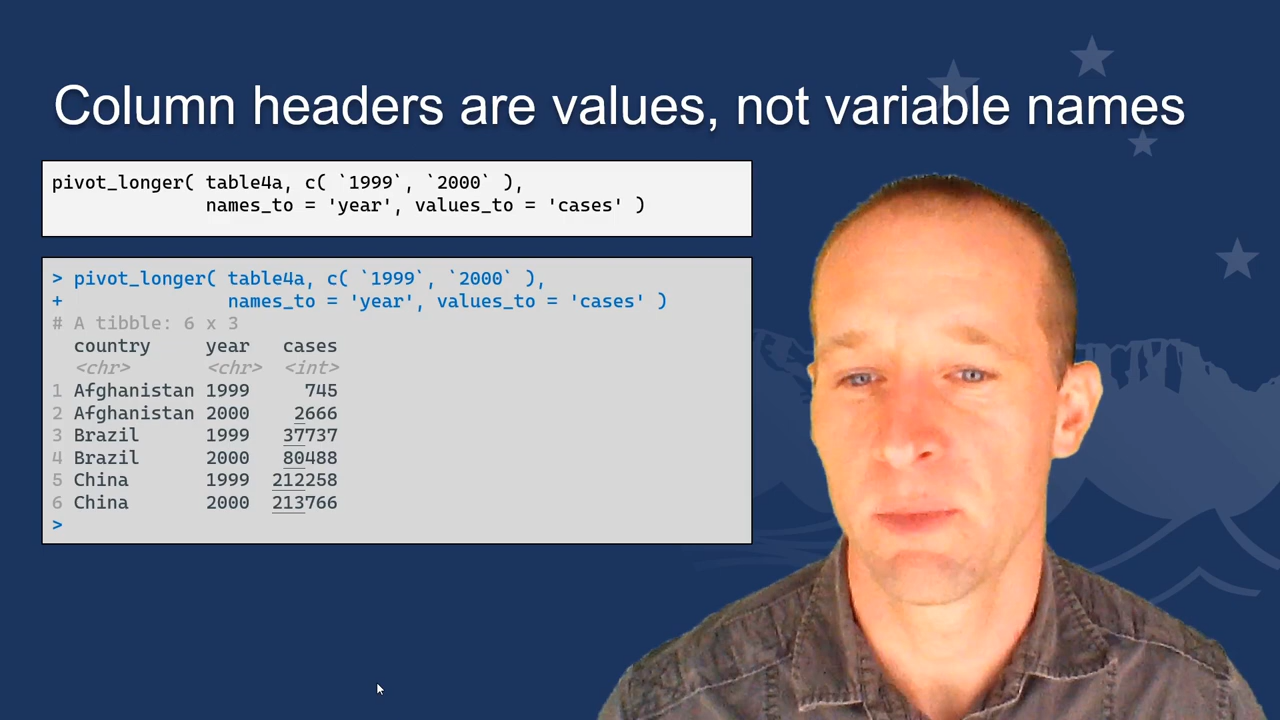 Column headers are values, not variable names
pivot_longer( table4a, c( `1999`, `2000` ),
names_to = 'year', values_to = 'cases' )
> pivot_longer( table4a, c( `1999`, `2000` ),
+ names_to = 'year', values_to = 'cases' )
# A tibble: 6 x 3
country year cases
<chr> <chr> <int>
1 Afghanistan 1999 745
2 Afghanistan 2000 2666
3 Brazil 1999 37737
4 Brazil 2000 80488
5 China 1999 212258
6 China 2000 213766
>